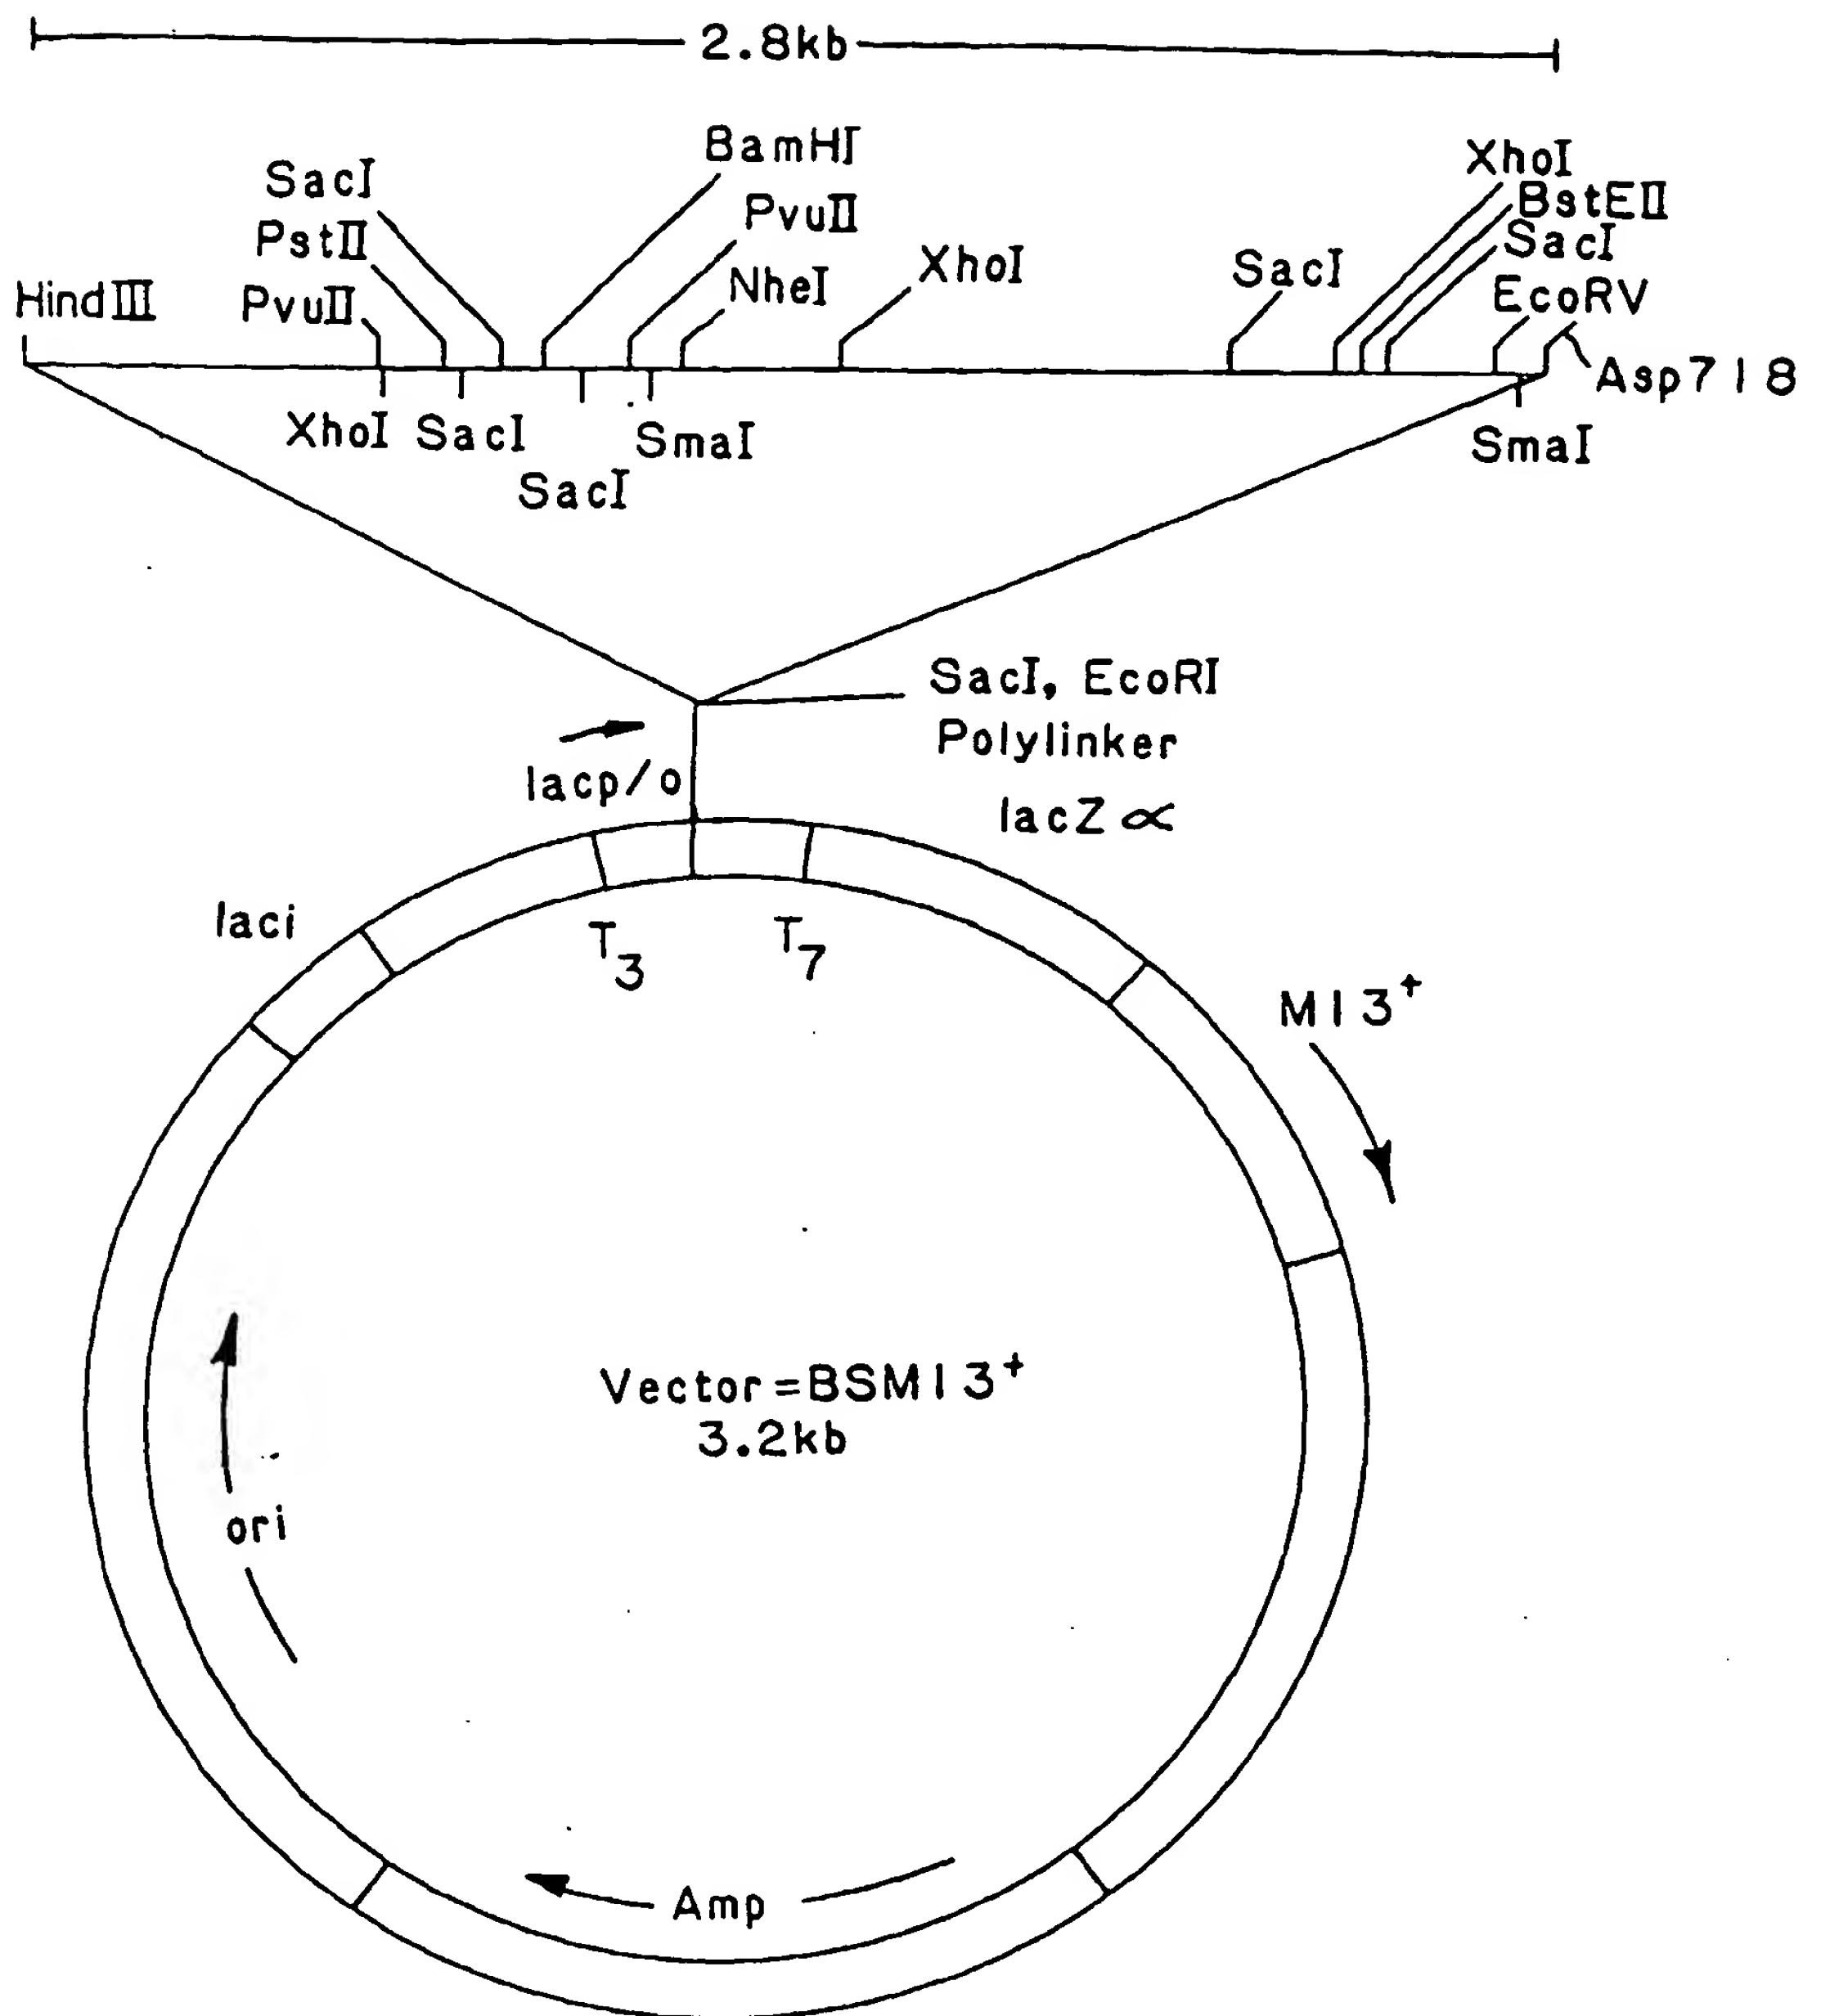 2.8kb
BamHI
XhoI
SacI
BstEII
PvuII
PstII
SacI
XhoI
SacI
NheI
HindIII
PvuII
EcoRV
Asp718
XhoI
SacI
SmaI
SmaI
SacI
SacI, EcoRI
Polylinker
lacp/o
lacZ ∝
laci
T3
T7
M13+
Vector=BSM13+
3.2kb
ori
Amp